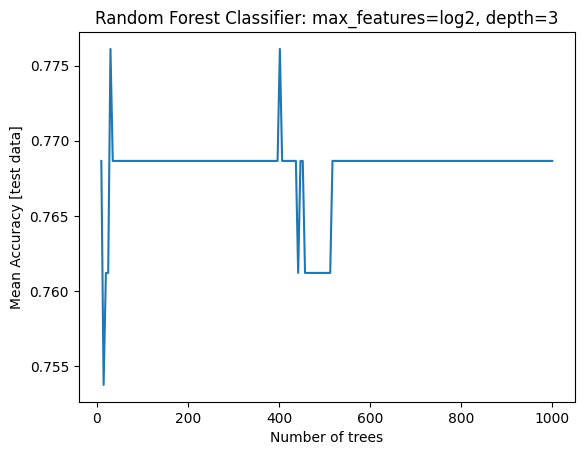 Random Forest Classifier: max_features=log2, depth=3
0.775
0.770
0.765
0.760
0.755
Mean Accuracy [test data]
0 200 400 600 800 1000
Number of trees